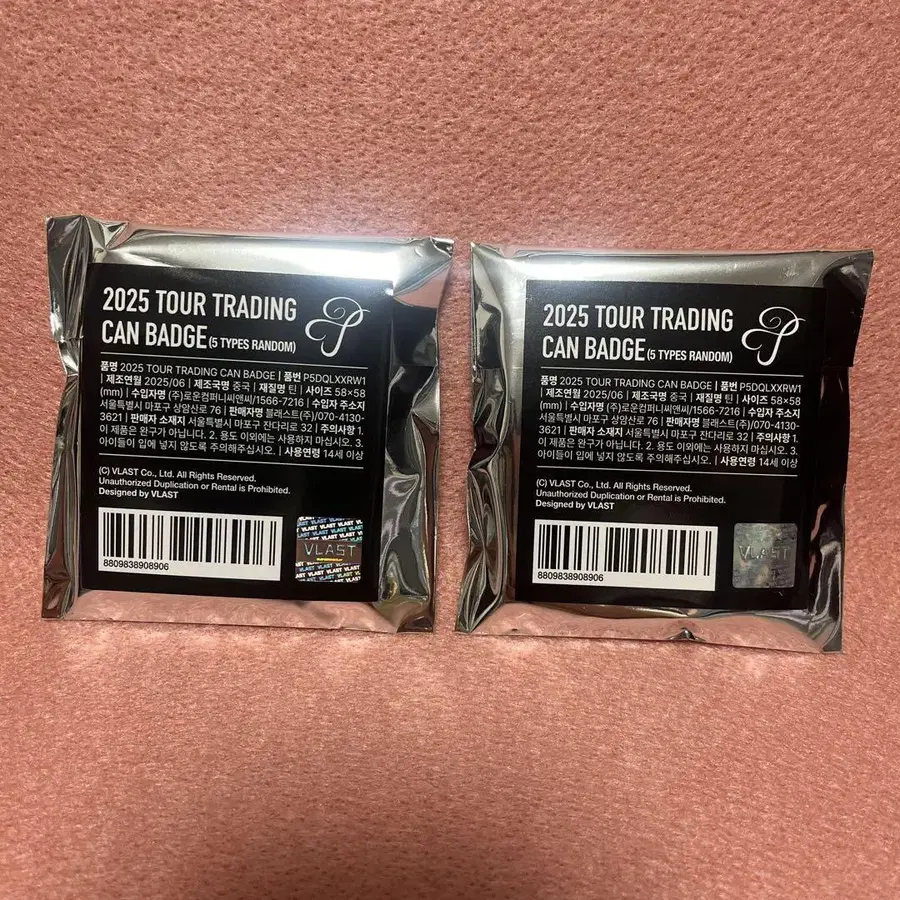 2025 TOUR TRADING
CAN BADGE (5 TYPES RANDOM)
품명 2025 TOUR TRADING CAN BADGE | 품번 P5DQLXXRW1
| 제조연월 2025/06 | 제조국명 중국 | 재질명 틴 | 사이즈 58×58
(mm) | 수입자명 (주)로운컴퍼니씨앤씨/1566-7216 | 수입자 주소지
서울특별시 마포구 상암산로 76 | 판매자명 블래스트(주)/070-4130-
3621 | 판매자 소재지 서울특별시 마포구 잔다리로 32 | 주의사항 1.
이 제품은 완구가 아닙니다. 2. 용도 이외에는 사용하지 마십시오. 3.
아이들이 입에 넣지 않도록 주의해주십시오. | 사용연령 14세 이상
(C) VLAST Co., Ltd. All Rights Reserved.
Unauthorized Duplication or Rental is Prohibited.
Designed by VLAST
8809838908906
VLAST
2025 TOUR TRADING
CAN BADGE (5 TYPES RANDOM)
품명 2025 TOUR TRADING CAN BADGE | 품번 P5DQLXXRW1
| 제조연월 2025/06 | 제조국명 중국 | 재질명 틴 | 사이즈 58×58
(mm) | 수입자명 (주)로운컴퍼니씨앤씨/1566-7216 | 수입자 주소지
서울특별시 마포구 상암산로 76 | 판매자명 블래스트(주)/070-4130-
3621 | 판매자 소재지 서울특별시 마포구 잔다리로 32 | 주의사항 1.
이 제품은 완구가 아닙니다. 2. 용도 이외에는 사용하지 마십시오. 3.
아이들이 입에 넣지 않도록 주의해주십시오. | 사용연령 14세 이상
(C) VLAST Co., Ltd. All Rights Reserved.
Unauthorized Duplication or Rental is Prohibited.
Designed by VLAST
8809838908906
VLAST